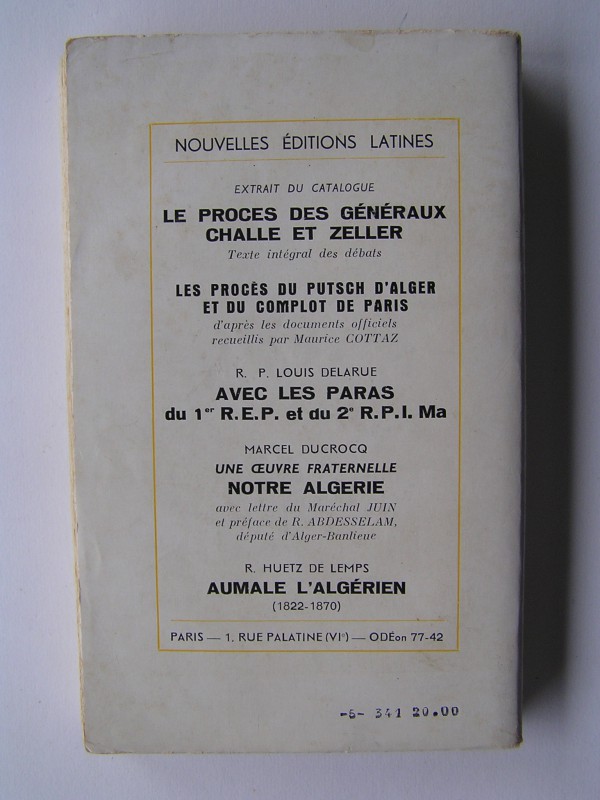 NOUVELLES ÉDITIONS LATINES
EXTRAIT DU CATALOGUE
LE PROCES DES GÉNÉRAUX
CHALLE ET ZELLER
Texte intégral des débats
LES PROCÈS DU PUTSCH D'ALGER
ET DU COMPLOT DE PARIS
d'après les documents officiels
recueillis par Maurice COTTAZ
R. P. LOUIS DELARUE
AVEC LES PARAS
du 1er R.E.P. et du 2e R.P.I. Ma
MARCEL DUCROCQ
UNE ŒUVRE FRATERNELLE
NOTRE ALGERIE
avec lettre du Maréchal JUIN
et préface de R. ABDESSELAM,
député d'Alger-Banlieue
R. HUETZ DE LEMPS
AUMALE L'ALGÉRIEN
(1822-1870)
PARIS — 1, RUE PALATINE (VIe) — ODÉon 77-42
-6- 341 20.00